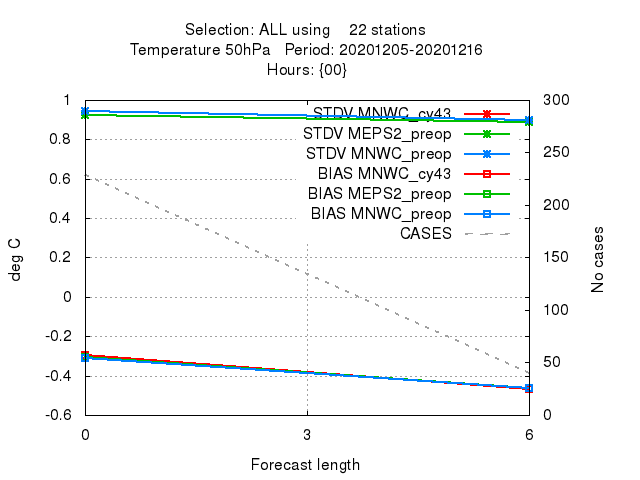 Selection: ALL using    22 stations
Temperature 50hPa   Period: 20201205-20201216
Hours: {00}
1
0.8
0.6
0.4
0.2
0
-0.2
-0.4
-0.6
deg C
STDV MNWC_cy43
STDV MEPS2_preop
STDV MNWC_preop
BIAS MNWC_cy43
BIAS MEPS2_preop
BIAS MNWC_preop
CASES
300
250
200
150
100
50
0
No cases
0 3 6
Forecast length